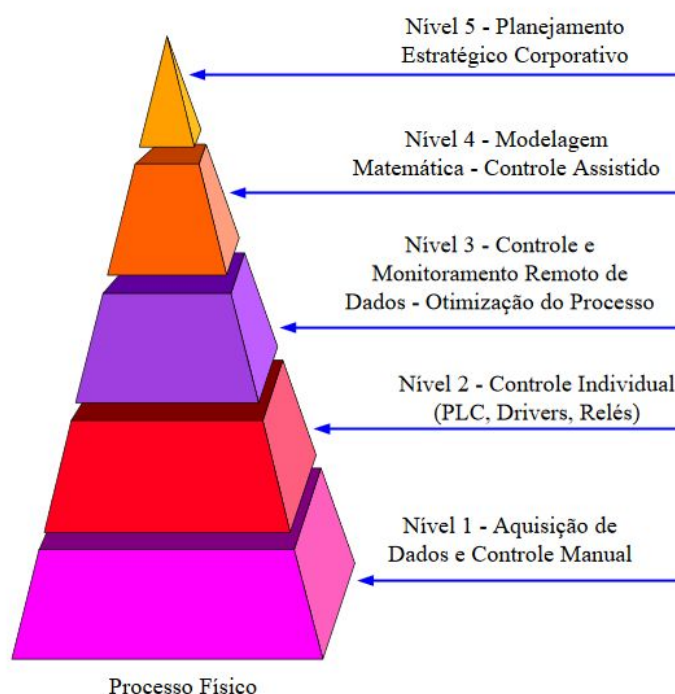 Nível 5 - Planejamento
Estratégico Corporativo
Nível 4 - Modelagem
Matemática - Controle Assistido
Nível 3 - Controle e
Monitoramento Remoto de
Dados - Otimização do Processo
Nível 2 - Controle Individual
(PLC, Drivers, Relés)
Nível 1 - Aquisição de
Dados e Controle Manual
Processo Físico